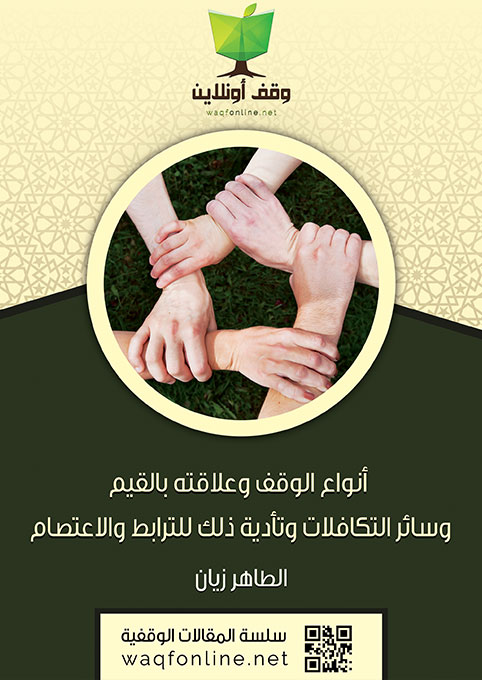 وقف أونلاين
waqfonline.net
أنواع الوقف وعلاقته بالقيم
وسائر التكافلات وتأدية ذلك للترابط والاعتصام
الطاهر زيان
سلسة المقالات الوقفية
waqfonline.net